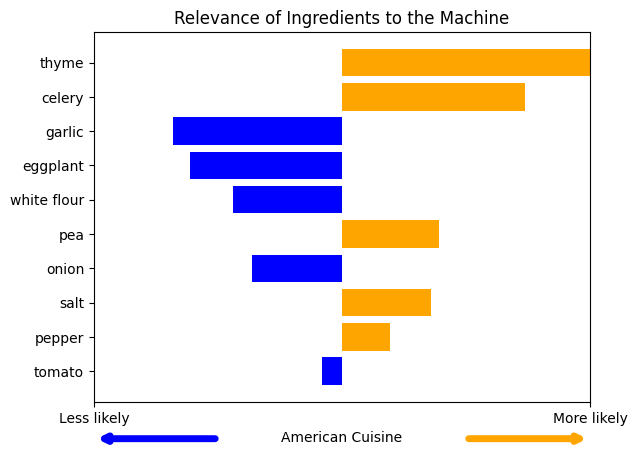 Relevance of Ingredients to the Machine
thyme
celery
garlic
eggplant
white flour
pea
onion
salt
pepper
tomato
Less likely
More likely
American Cuisine